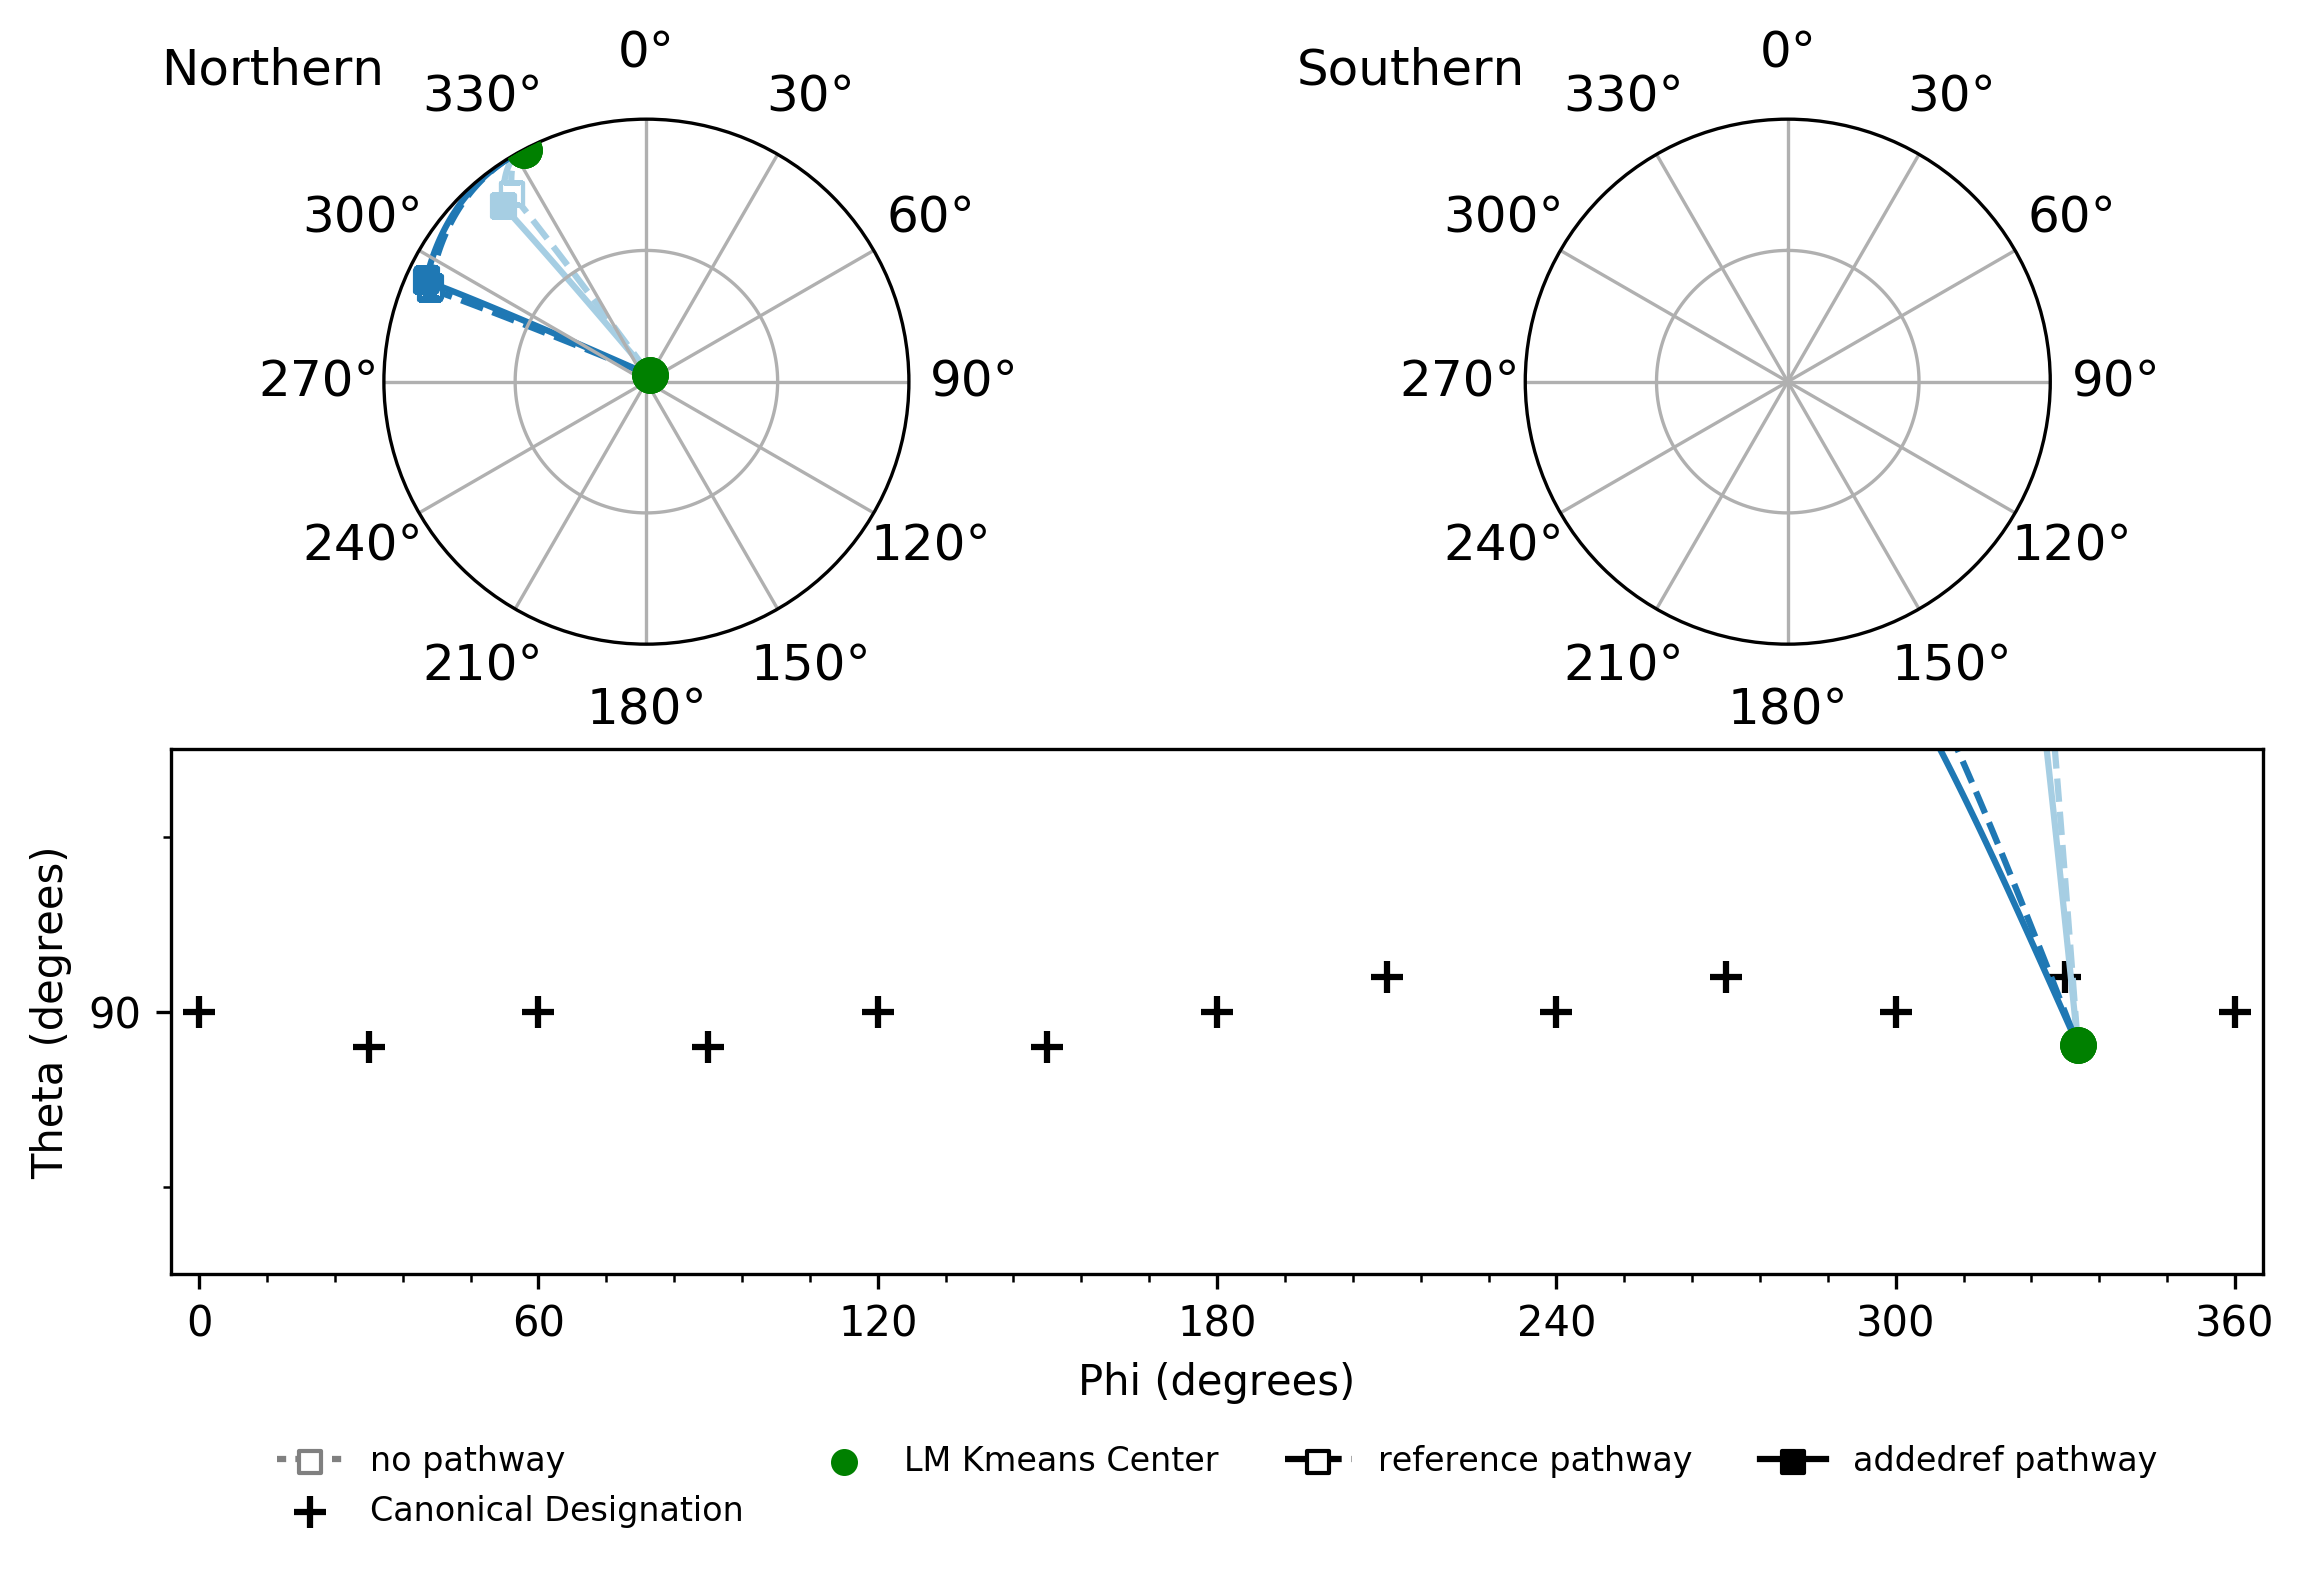 Northern
0°
30°
60°
90°
120°
150°
180°
210°
240°
270°
300°
330°
Southern
0°
30°
60°
90°
120°
150°
180°
210°
240°
270°
300°
330°
Theta (degrees)
90
0 60 120 180 240 300 360
Phi (degrees)
no pathway
Canonical Designation
LM Kmeans Center
reference pathway
addedref pathway